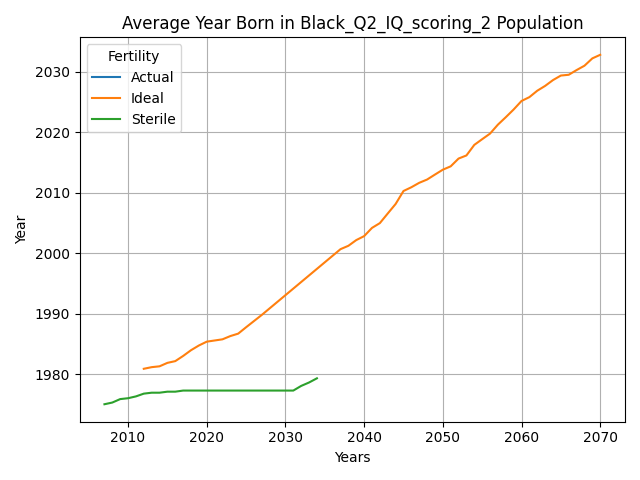 Average Year Born in Black_Q2_IQ_scoring_2 Population
Fertility
Actual
Ideal
Sterile
Year
2030
2020
2010
2000
1990
1980
2010 2020 2030 2040 2050 2060 2070
Years